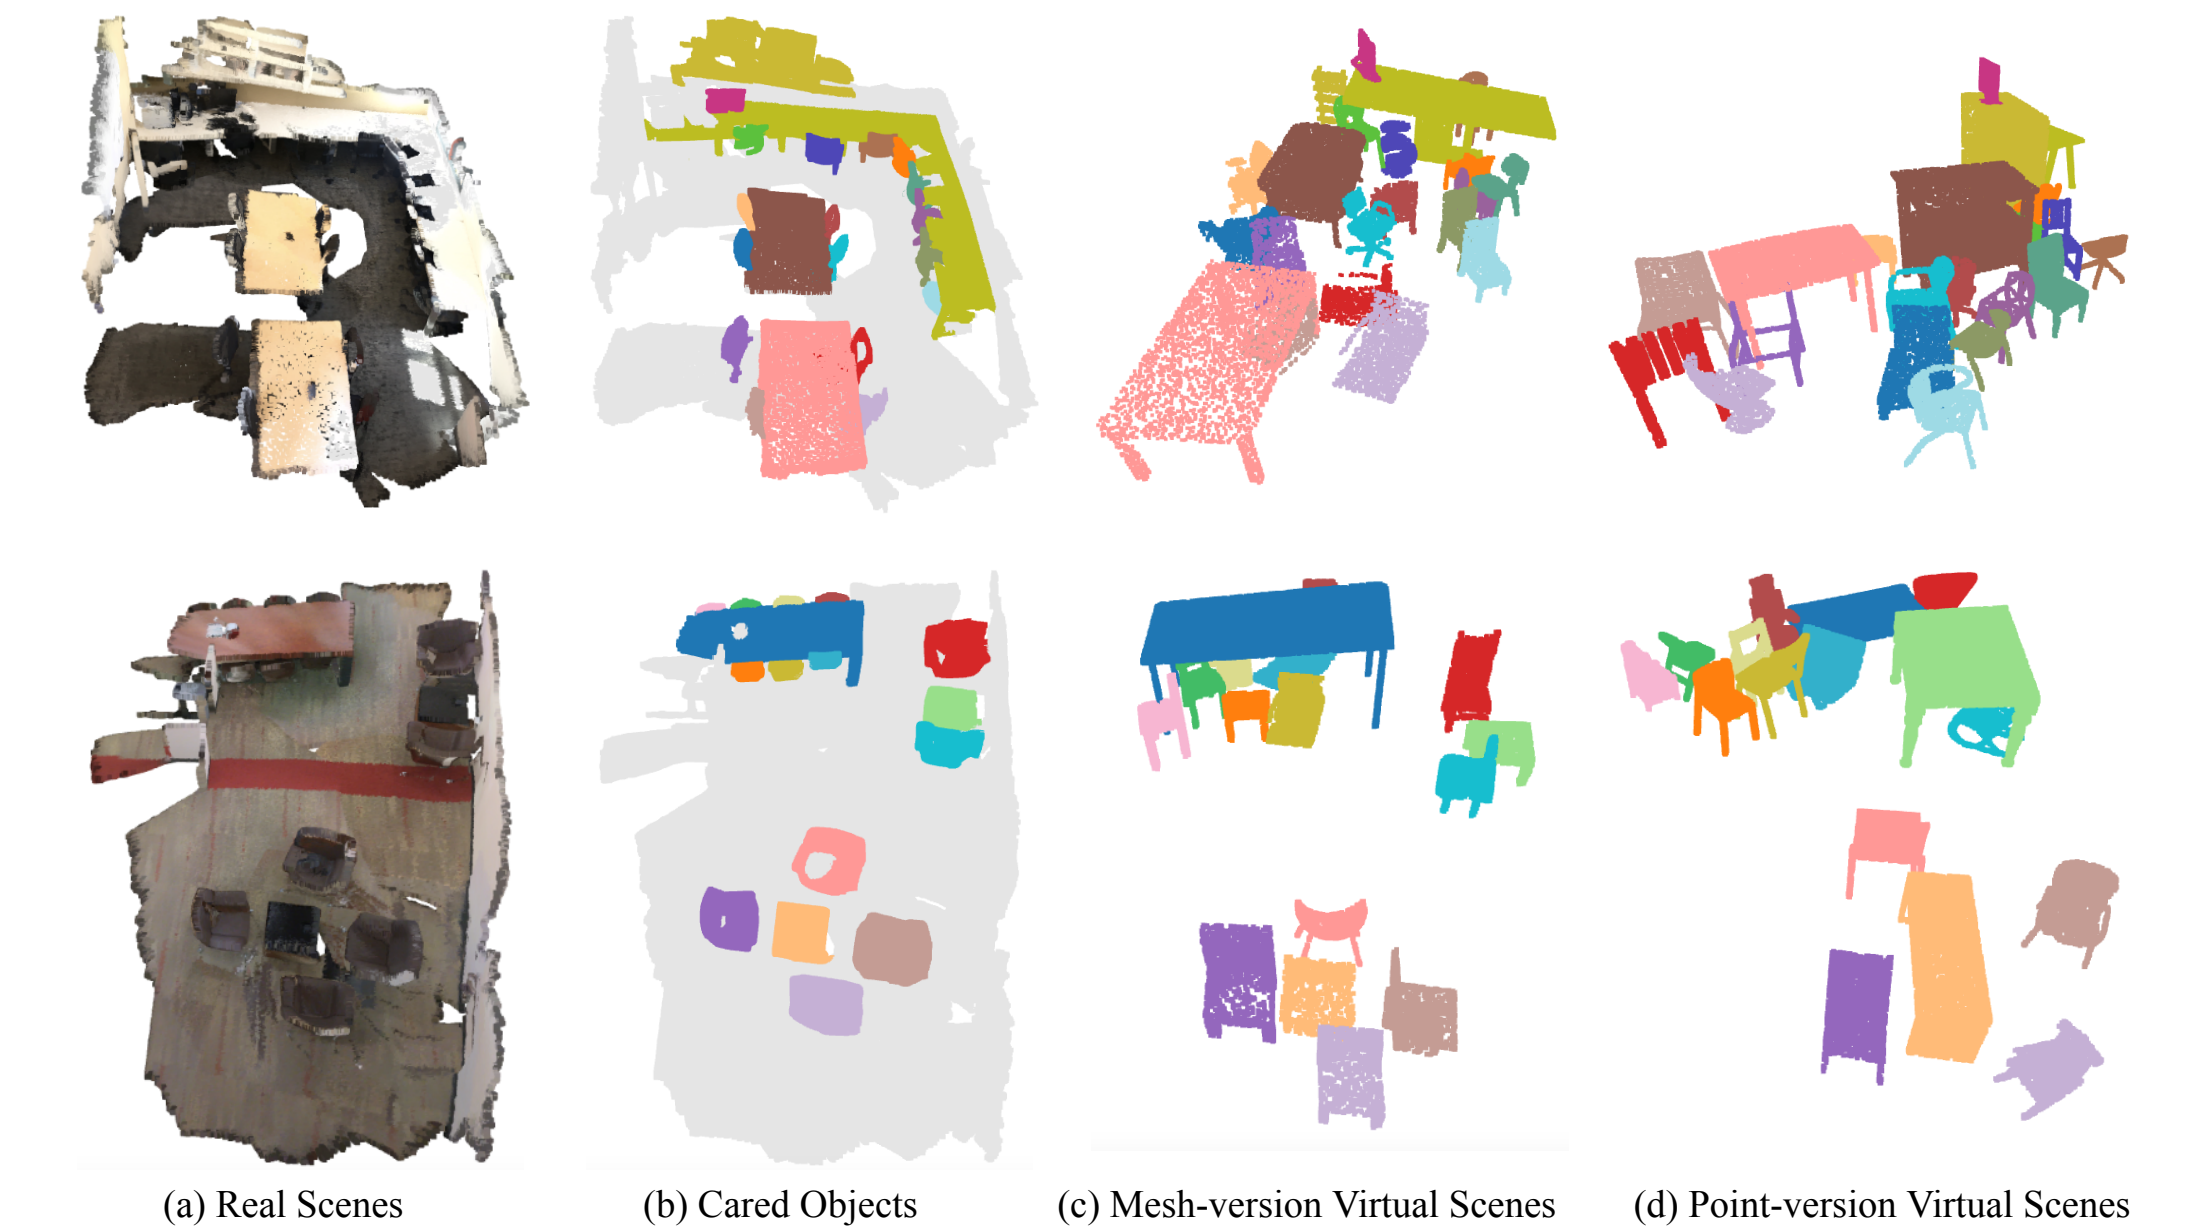 (a) Real Scenes
(b) Cared Objects
(c) Mesh-version Virtual Scenes
(d) Point-version Virtual Scenes